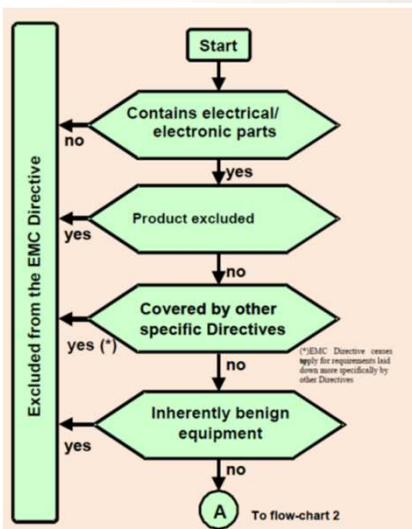 Start
Contains electrical/
electronic parts
no
yes
Product excluded
yes
no
Covered by other
specific Directives
yes (*)
no
(*)EMC Directive ceases
apply for requirements laid
down more specifically by
other Directives
Inherently benign
equipment
yes
no
A
To flow-chart 2
Excluded from the EMC Directive